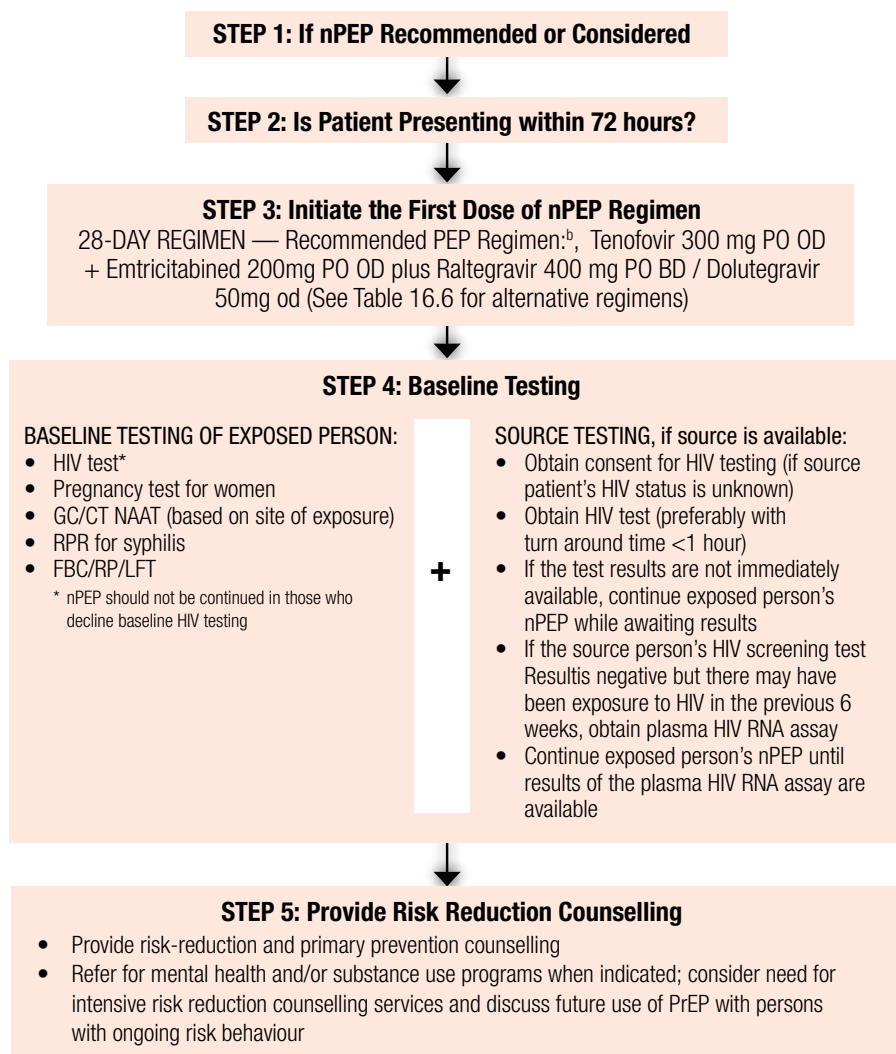 STEP 1: If nPEP Recommended or Considered
STEP 2: Is Patient Presenting within 72 hours?
STEP 3: Initiate the First Dose of nPEP Regimen
28-DAY REGIMEN — Recommended PEP Regimen:ᵇ, Tenofovir 300 mg PO OD
+ Emtricitabined 200mg PO OD plus Raltegravir 400 mg PO BD / Dolutegravir
50mg od (See Table 16.6 for alternative regimens)
STEP 4: Baseline Testing
BASELINE TESTING OF EXPOSED PERSON:
• HIV test*
• Pregnancy test for women
• GC/CT NAAT (based on site of exposure)
• RPR for syphilis
• FBC/RP/LFT
* nPEP should not be continued in those who
decline baseline HIV testing
+
SOURCE TESTING, if source is available:
• Obtain consent for HIV testing (if source
patient's HIV status is unknown)
• Obtain HIV test (preferably with
turn around time <1 hour)
• If the test results are not immediately
available, continue exposed person's
nPEP while awaiting results
• If the source person's HIV screening test
Resultis negative but there may have
been exposure to HIV in the previous 6
weeks, obtain plasma HIV RNA assay
• Continue exposed person's nPEP until
results of the plasma HIV RNA assay are
available
STEP 5: Provide Risk Reduction Counselling
• Provide risk-reduction and primary prevention counselling
• Refer for mental health and/or substance use programs when indicated; consider need for
intensive risk reduction counselling services and discuss future use of PrEP with persons
with ongoing risk behaviour